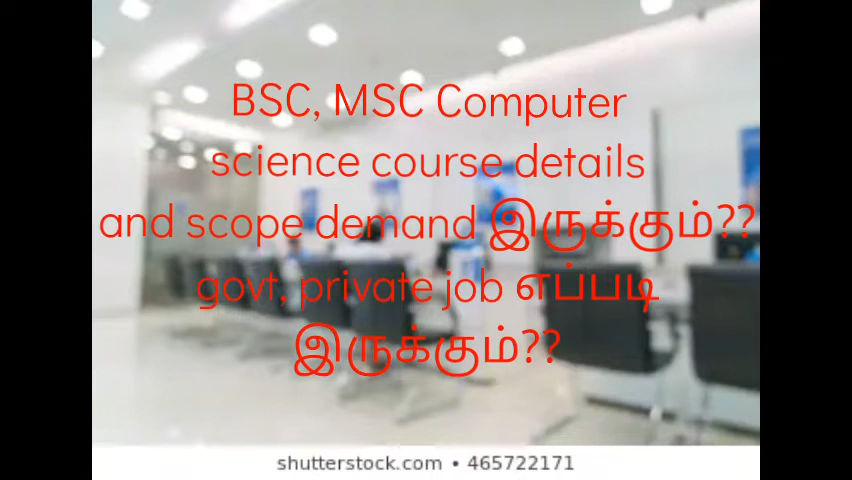 BSC, MSC Computer
science course details
and scope demand இருக்கும்??
govt, private job எப்படி
இருக்கும்??
shutterstock.com • 465722171